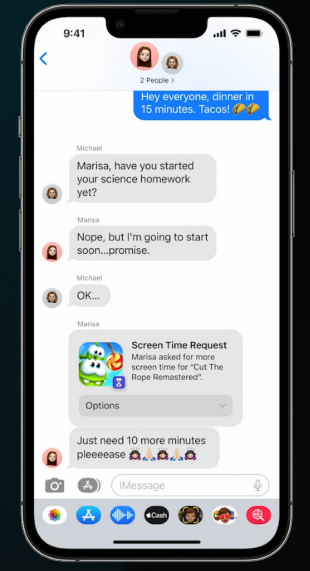 9:41
2 People >
Hey everyone, dinner in
15 minutes. Tacos! 🌮🌮
Michael
Marisa, have you started
your science homework
yet?
Marisa
Nope, but I'm going to start
soon...promise.
Michael
OK...
Marisa
Screen Time Request
Marisa asked for more
screen time for "Cut The
Rope Remastered".
Options
Just need 10 more minutes
pleeeease 🙇🏻‍♀️🙏🏻🙇🏻‍♀️🙏🏻🙇🏻‍♀️
iMessage
Cash